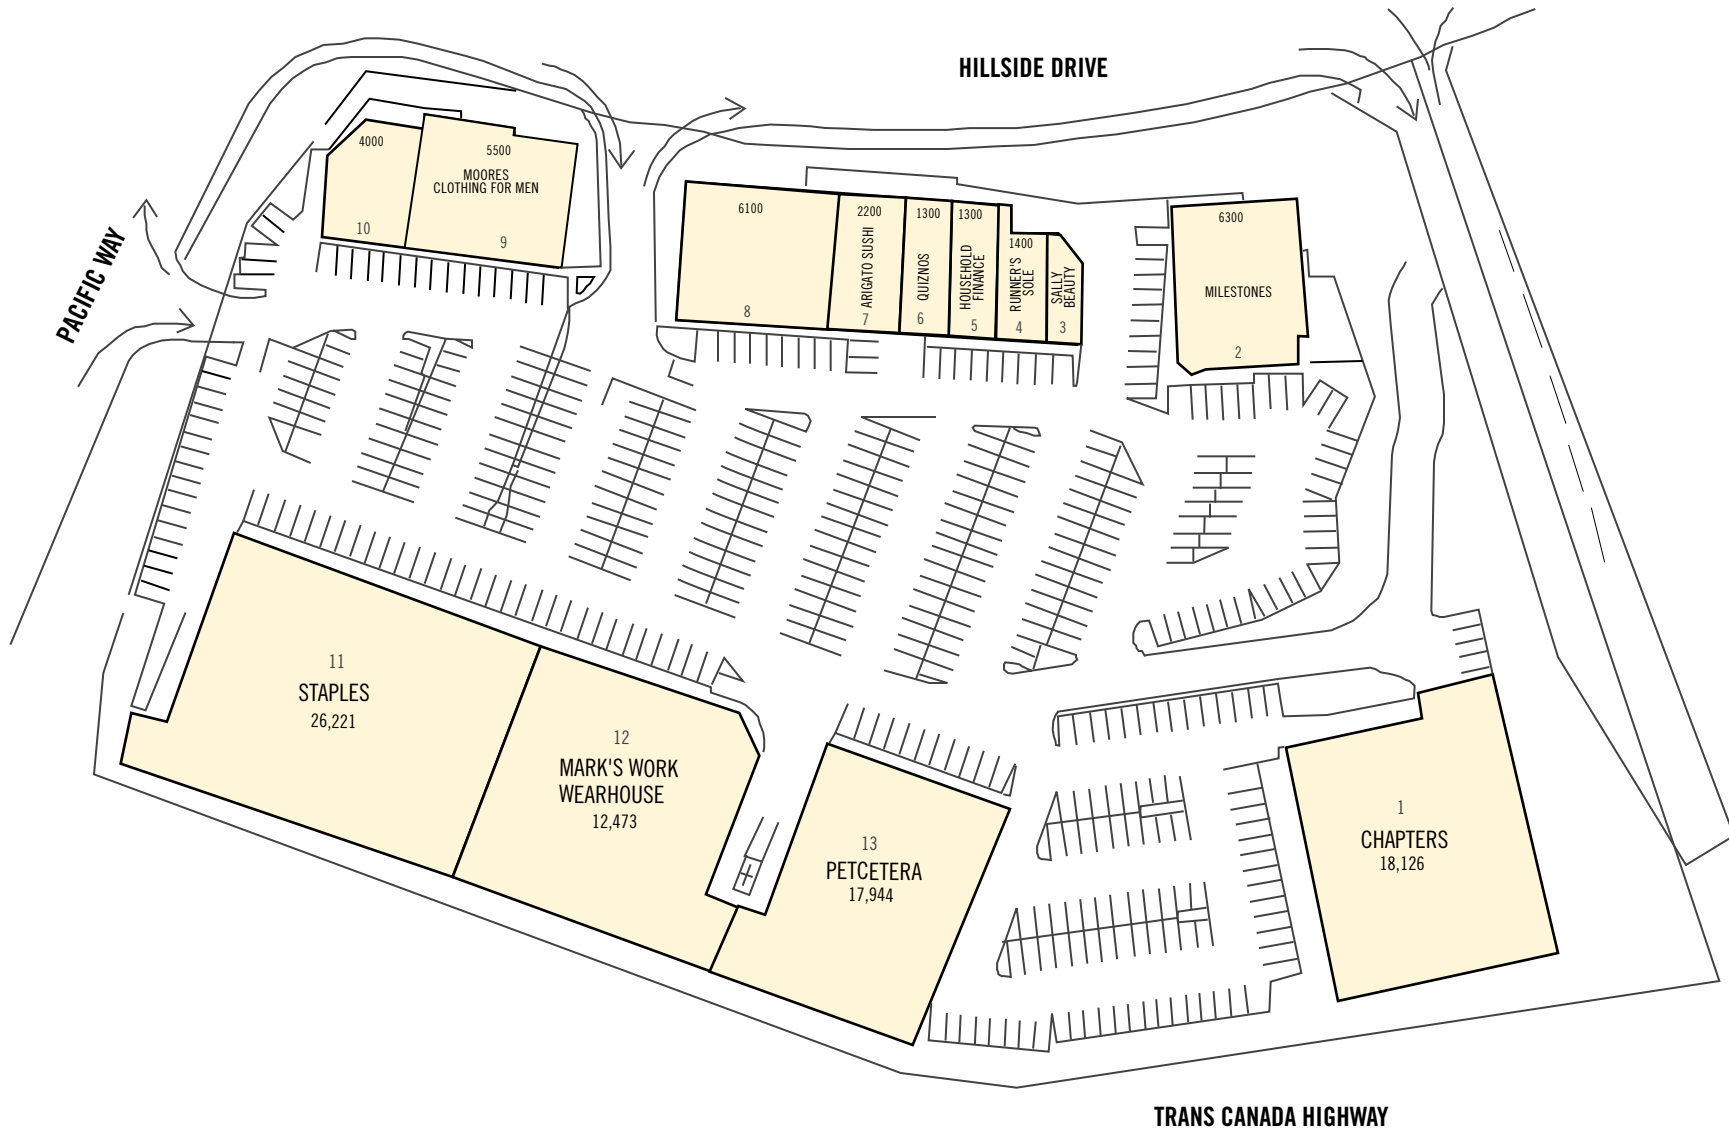 HILLSIDE DRIVE
PACIFIC WAY
4000
10
5500
MOORES
CLOTHING FOR MEN
9
6100
8
2200
ARIGATO SUSHI
7
1300
QUIZNOS
6
1300
HOUSEHOLD
FINANCE
5
1400
RUNNER'S
SOLE
4
SALLY
BEAUTY
3
6300
MILESTONES
2
11
STAPLES
26,221
12
MARK'S WORK
WEARHOUSE
12,473
13
PETCETERA
17,944
1
CHAPTERS
18,126
TRANS CANADA HIGHWAY